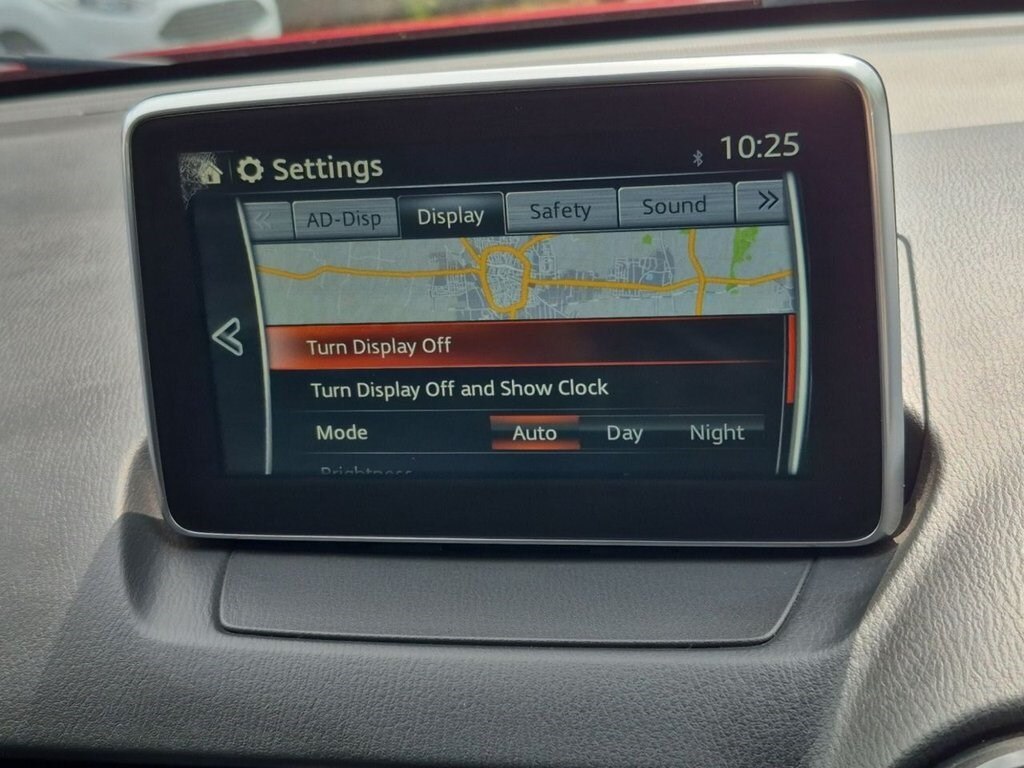 Settings
10:25
AD-Disp Display Safety Sound
Turn Display Off
Turn Display Off and Show Clock
Mode Auto Day Night
Brightness